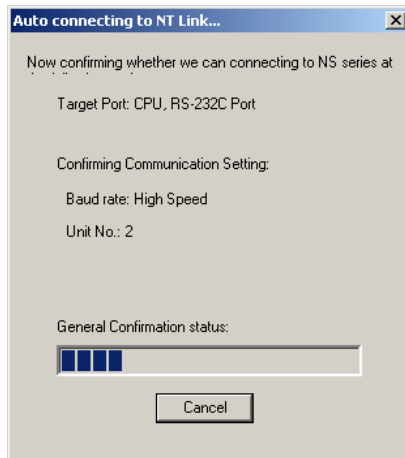 Auto connecting to NT Link...
Now confirming whether we can connecting to NS series at
Target Port: CPU, RS-232C Port
Confirming Communication Setting:
Baud rate: High Speed
Unit No.: 2
General Confirmation status:
Cancel